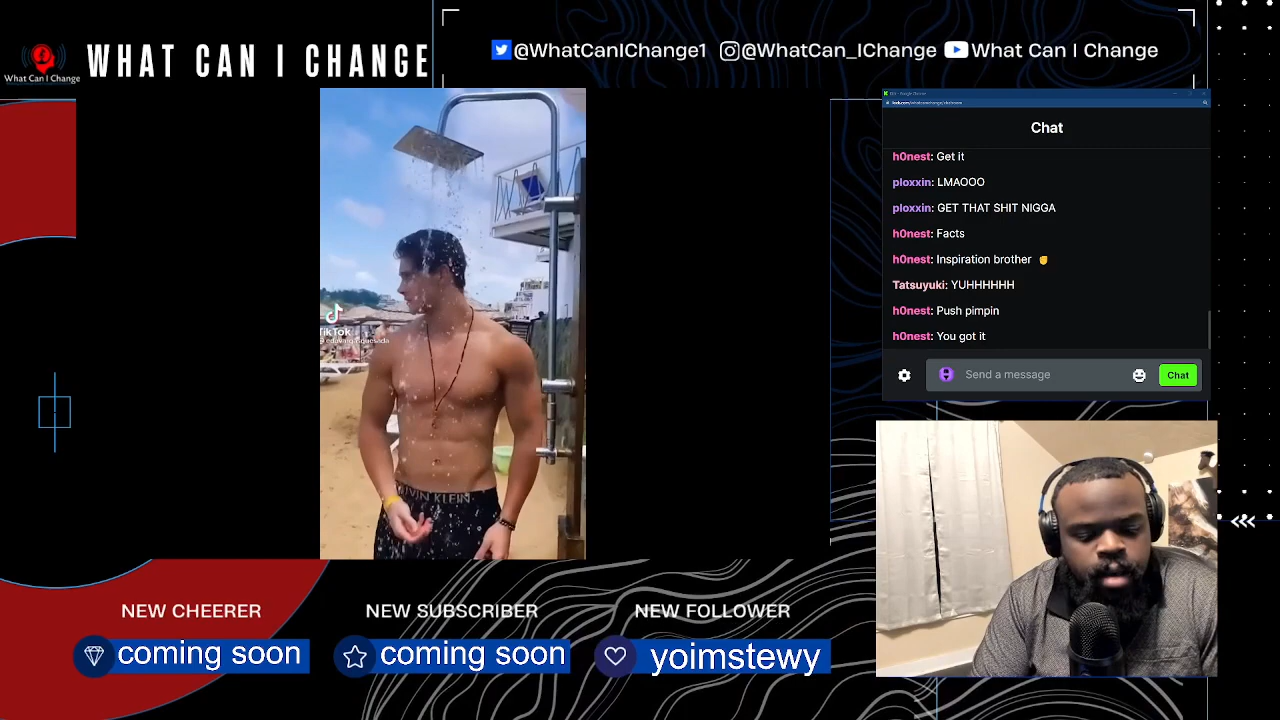 What Can I Change
WHAT CAN I CHANGE
@WhatCanIChange1
@WhatCan_IChange
What Can I Change
TikTok
CALVIN KLEIN
Chat
h0nest: Get it
ploxxin: LMAOOO
ploxxin: GET THAT SHIT NIGGA
h0nest: Facts
h0nest: Inspiration brother
Tatsuyuki: YUHHHHHH
h0nest: Push pimpin
h0nest: You got it
Send a message
Chat
NEW CHEERER
coming soon
NEW SUBSCRIBER
coming soon
NEW FOLLOWER
yoimstewy